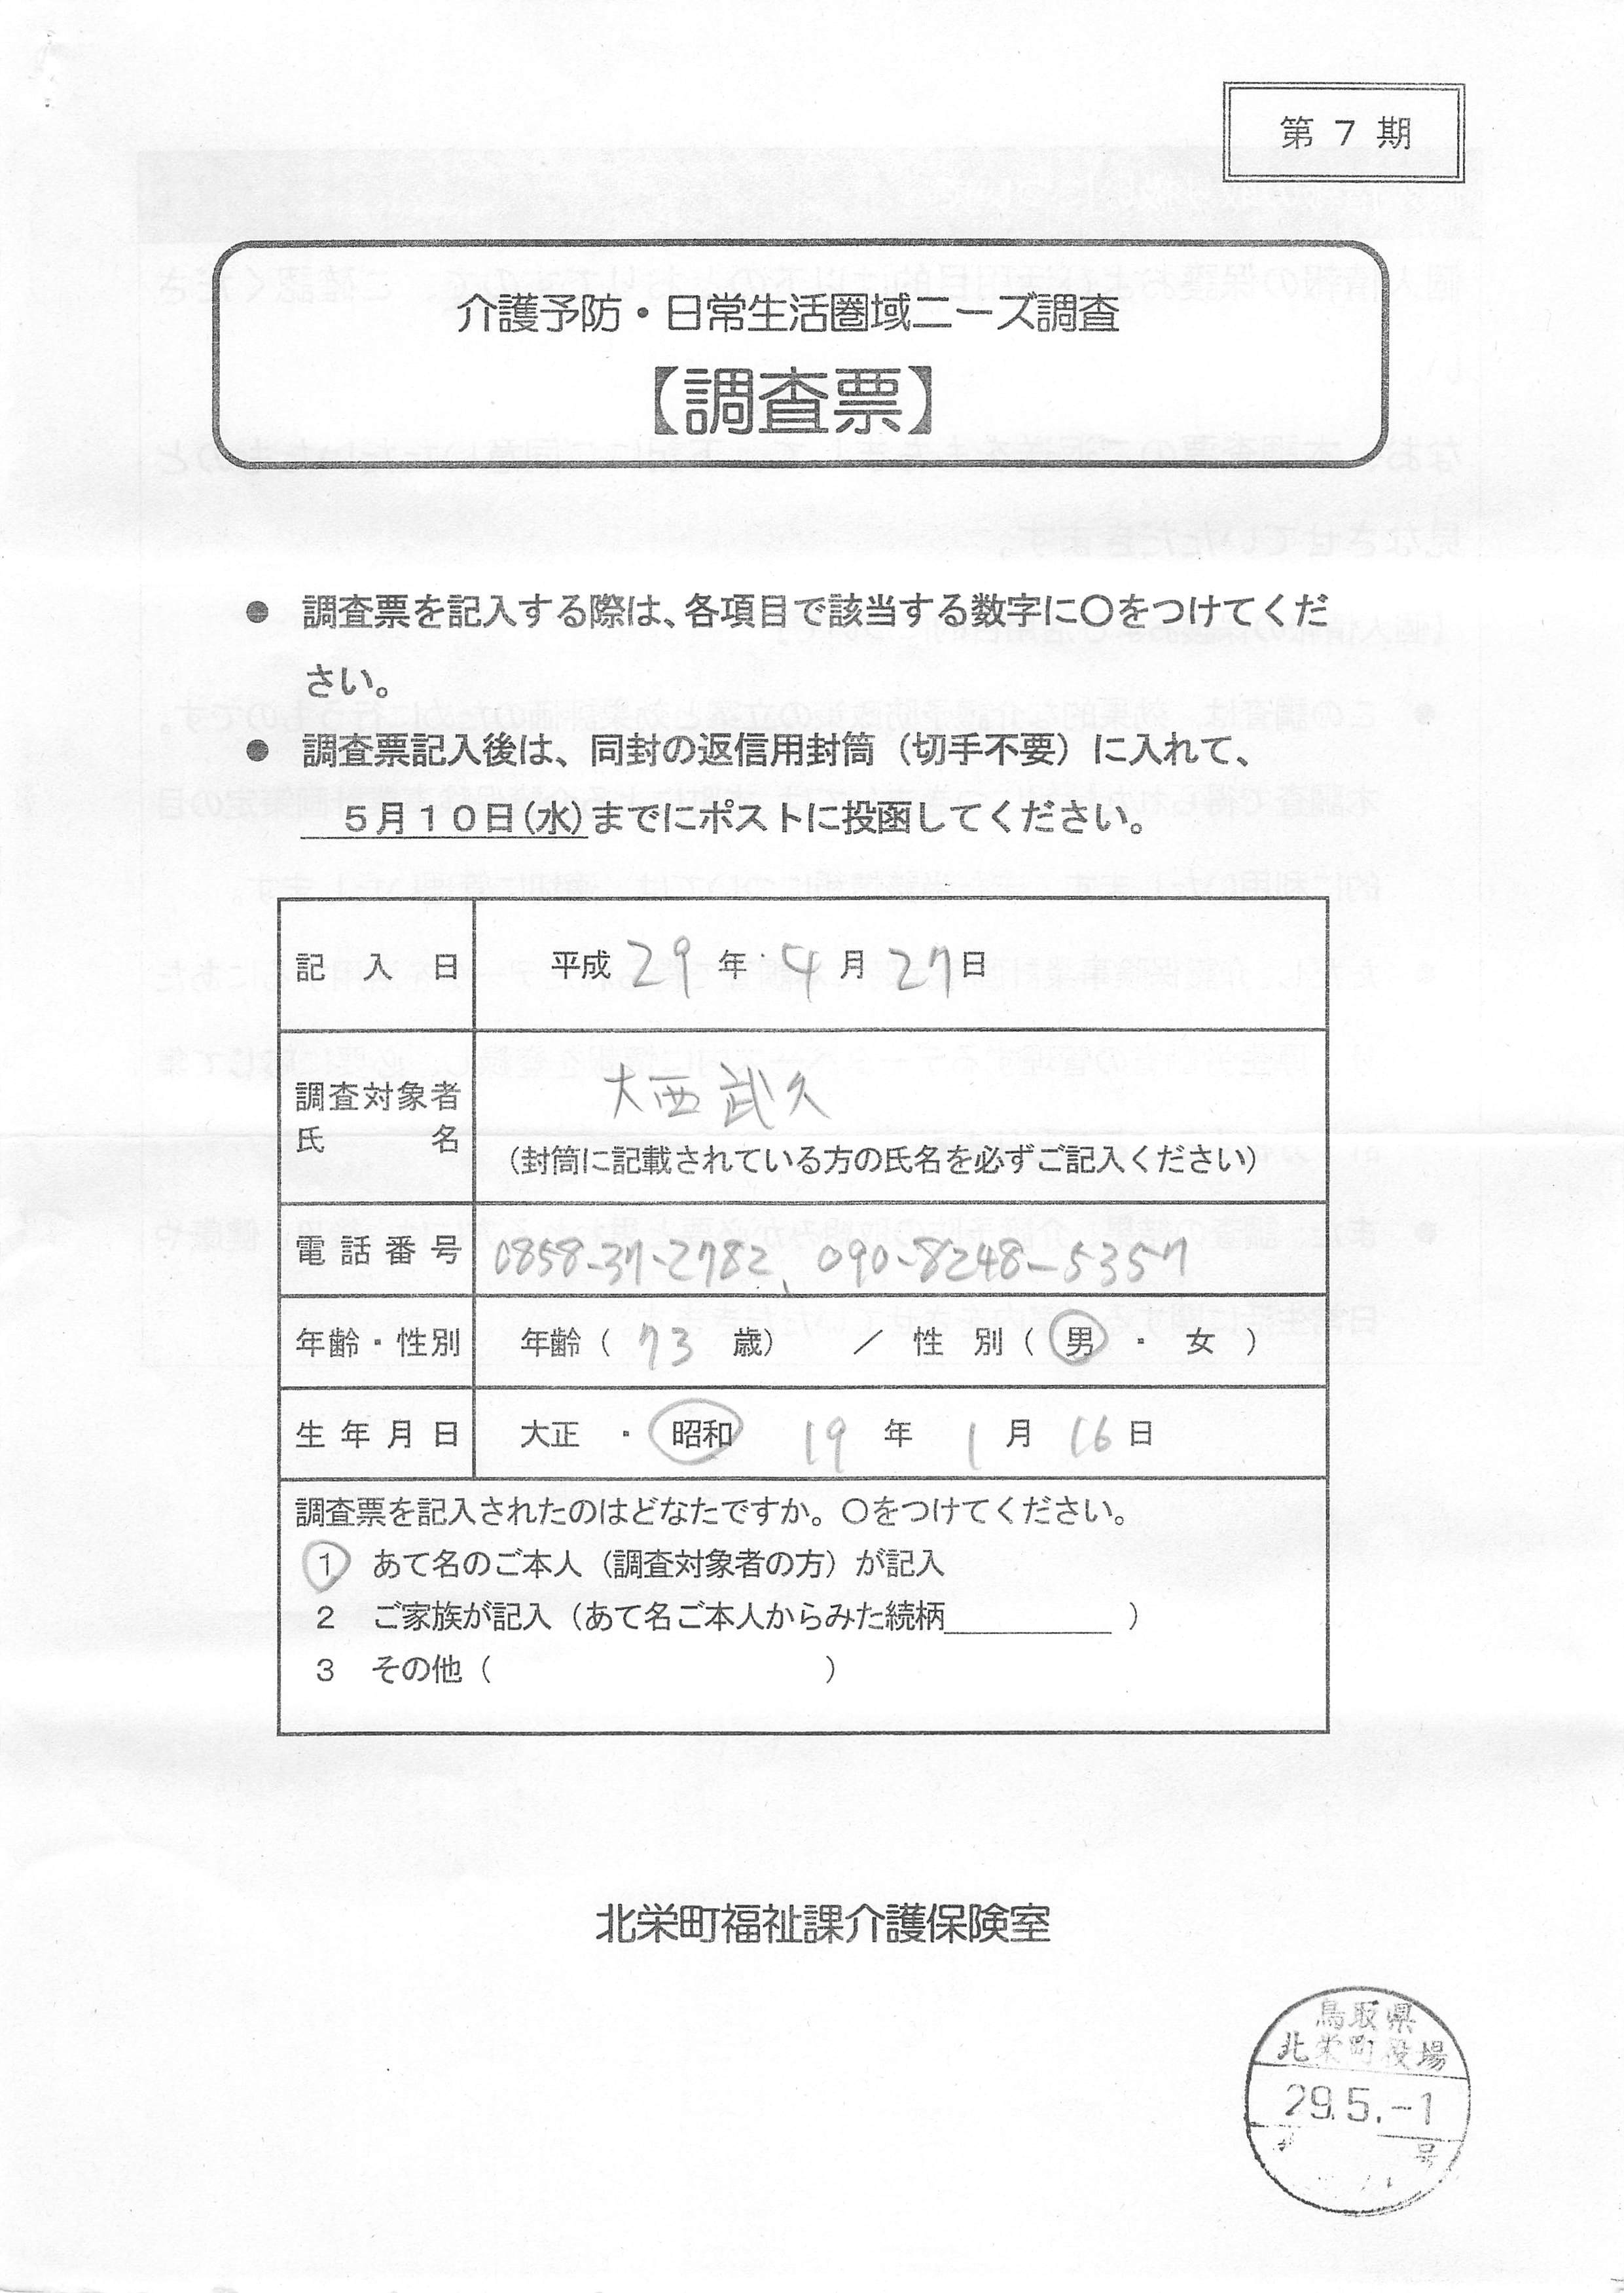 第 7 期
介護予防・日常生活圏域ニーズ調査
【調査票】
● 調査票を記入する際は、各項目で該当する数字に〇をつけてくだ
さい。
● 調査票記入後は、同封の返信用封筒（切手不要）に入れて、
５月１０日(水)までにポストに投函してください。
記入日 平成 29 年 4 月 27 日
調査対象者 大西武久
氏名 （封筒に記載されている方の氏名を必ずご記入ください）
電話番号 0858-37-2782、090-8248-5357
年齢・性別 年齢（ 73 歳） ／ 性別（ 男 ・ 女 ）
生年月日 大正 ・ 昭和 19 年 1 月 16 日
調査票を記入されたのはどなたですか。〇をつけてください。
1 あて名のご本人（調査対象者の方）が記入
2 ご家族が記入（あて名ご本人からみた続柄 ）
3 その他（ ）
北栄町福祉課介護保険室
鳥取県
北栄町役場
29.5.-1
号